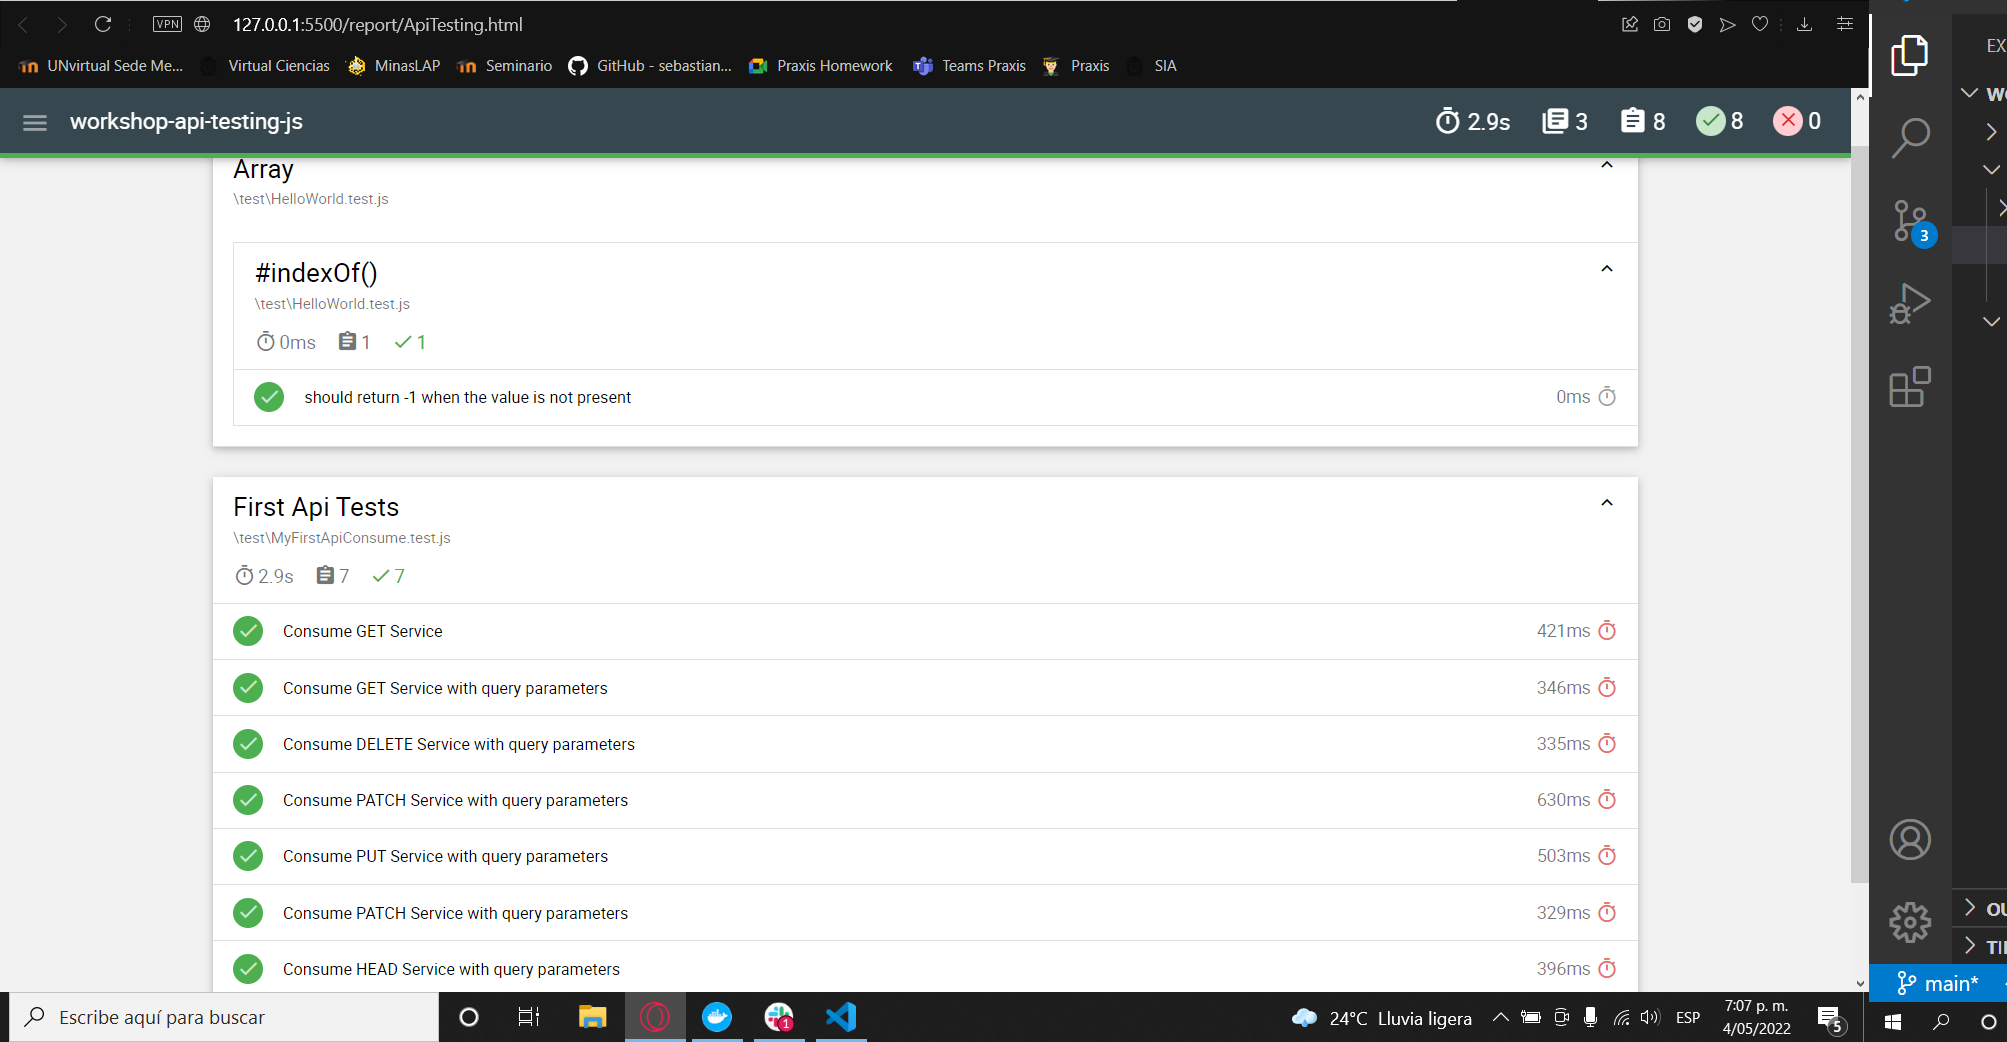 VPN 127.0.0.1:5500/report/ApiTesting.html
UNvirtual Sede Me... Virtual Ciencias MinasLAP Seminario GitHub - sebastian... Praxis Homework Teams Praxis Praxis SIA
workshop-api-testing-js 2.9s 3 8 8 0
Array
\test\HelloWorld.test.js
#indexOf()
\test\HelloWorld.test.js
0ms 1 1
should return -1 when the value is not present 0ms
First Api Tests
\test\MyFirstApiConsume.test.js
2.9s 7 7
Consume GET Service 421ms
Consume GET Service with query parameters 346ms
Consume DELETE Service with query parameters 335ms
Consume PATCH Service with query parameters 630ms
Consume PUT Service with query parameters 503ms
Consume PATCH Service with query parameters 329ms
Consume HEAD Service with query parameters 396ms
EX
3
OU
TI
main*
Escribe aquí para buscar
1
24°C Lluvia ligera
ESP
7:07 p. m.
4/05/2022
5